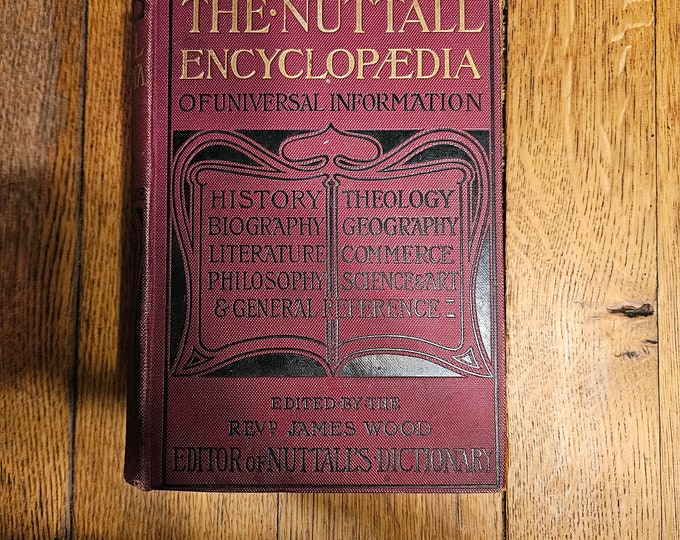 THE·NUTTALL
ENCYCLOPÆDIA
OF UNIVERSAL INFORMATION
HISTORY THEOLOGY
BIOGRAPHY GEOGRAPHY
LITERATURE COMMERCE
PHILOSOPHY SCIENCE & ART
& GENERAL REFERENCE
EDITED·BY·THE
REVD. JAMES WOOD
EDITOR OF NUTTALL'S·DICTIONARY